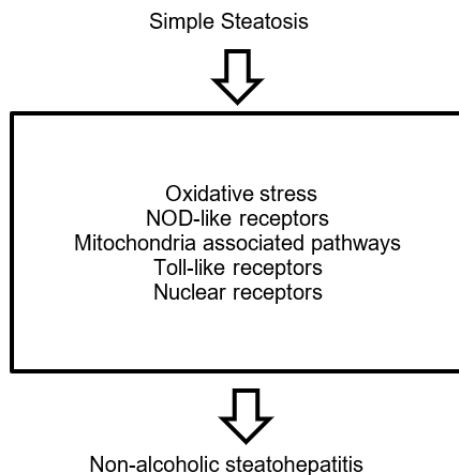 Simple Steatosis
Oxidative stress
NOD-like receptors
Mitochondria associated pathways
Toll-like receptors
Nuclear receptors
Non-alcoholic steatohepatitis